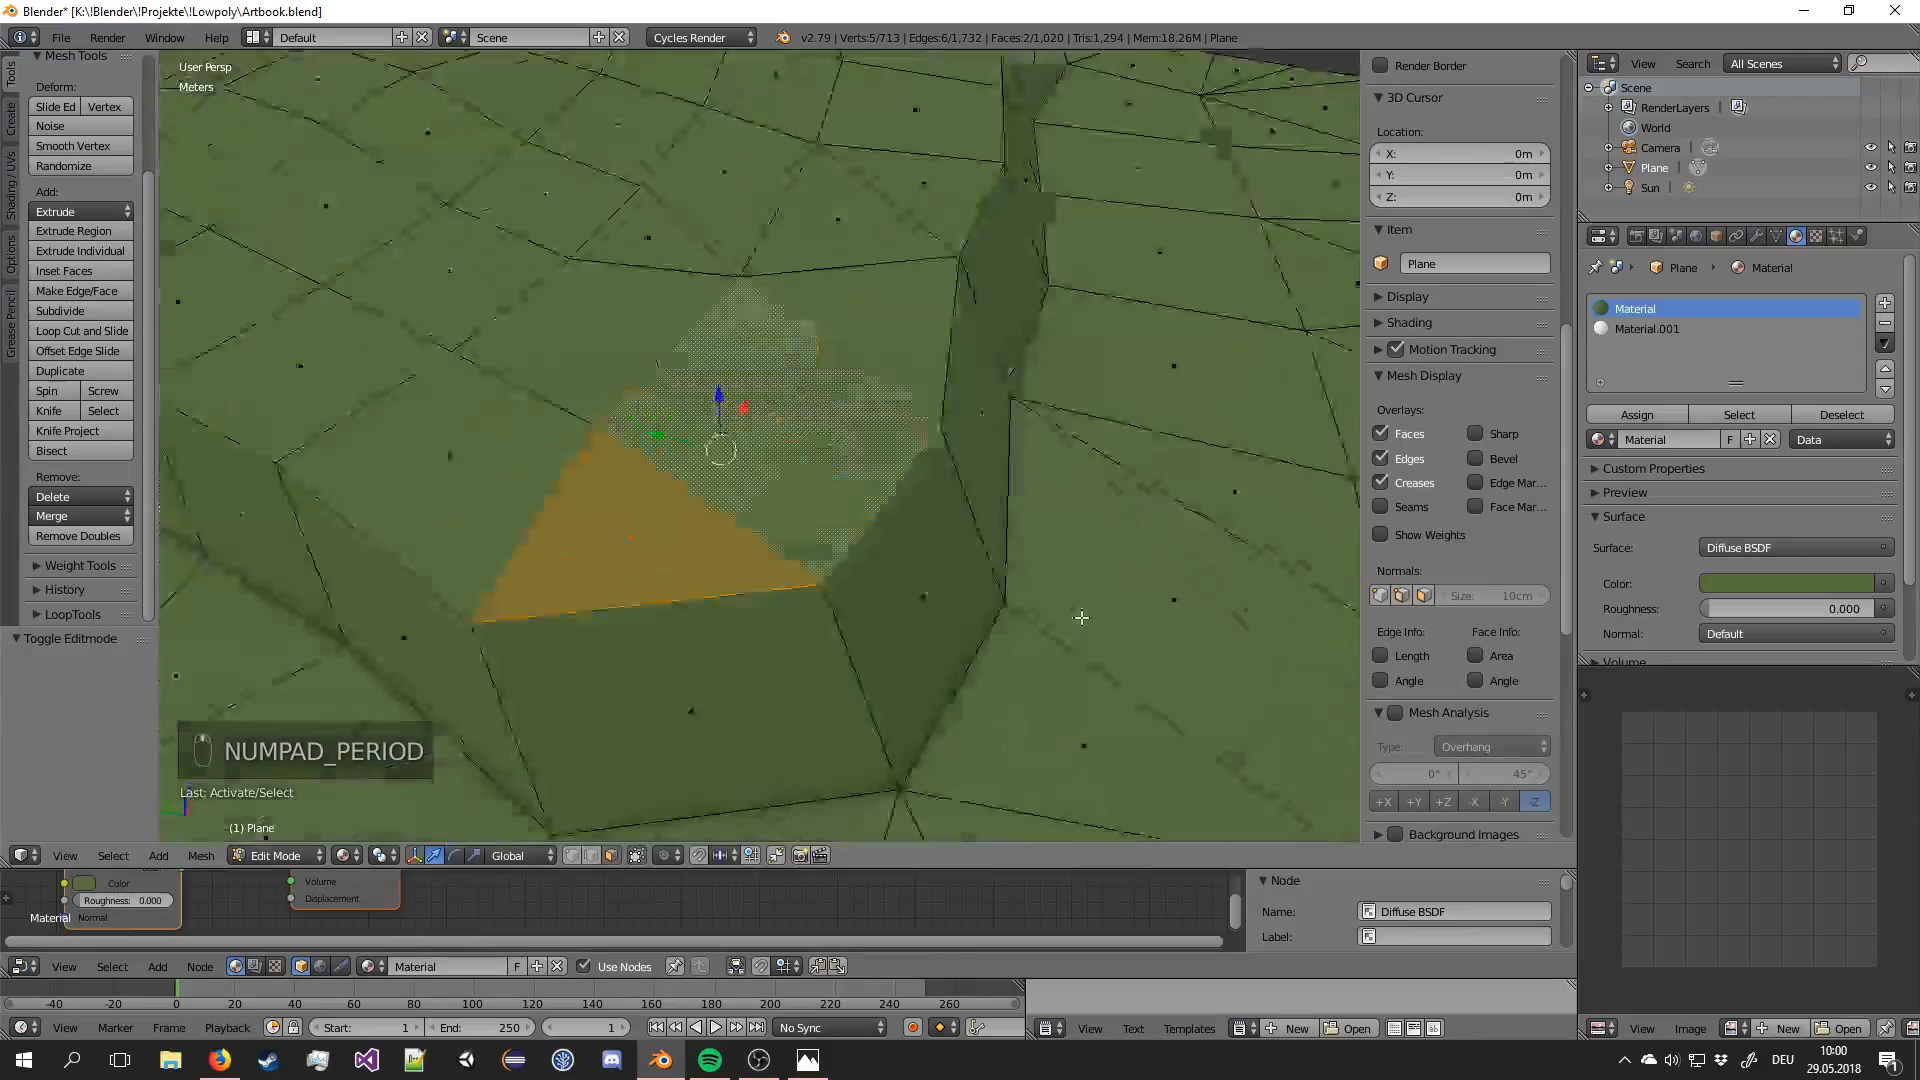 Blender* [K:\!Blender\!Projekte\!Lowpoly\Artbook.blend]
File Render Window Help Default Scene Cycles Render v2.79 | Verts:5/713 | Edges:6/1,732 | Faces:2/1,020 | Tris:1,294 | Mem:18.26M | Plane
Tools
Create
Shading / UVs
Options
Grease Pencil
Mesh Tools
Deform:
Slide Ed Vertex
Noise
Smooth Vertex
Randomize
Add:
Extrude
Extrude Region
Extrude Individual
Inset Faces
Make Edge/Face
Subdivide
Loop Cut and Slide
Offset Edge Slide
Duplicate
Spin Screw
Knife Select
Knife Project
Bisect
Remove:
Delete
Merge
Remove Doubles
Weight Tools
History
LoopTools
Toggle Editmode
User Persp
Meters
NUMPAD_PERIOD
Last: Activate/Select
(1) Plane
Render Border
3D Cursor
Location:
X: 0m
Y: 0m
Z: 0m
Item
Plane
Display
Shading
Motion Tracking
Mesh Display
Overlays:
Faces Sharp
Edges Bevel
Creases Edge Mar...
Seams Face Mar...
Show Weights
Normals:
Size: 10cm
Edge Info: Face Info:
Length Area
Angle Angle
Mesh Analysis
Type: Overhang
0° 45°
+X +Y +Z -X -Y -Z
Background Images
View Search All Scenes
Scene
RenderLayers
World
Camera
Plane
Sun
Plane Material
Material
Material.001
Assign Select Deselect
Material F Data
Custom Properties
Preview
Surface
Surface: Diffuse BSDF
Color:
Roughness: 0.000
Normal: Default
Volume
View Select Add Mesh Edit Mode Global
Color
Roughness: 0.000
Normal
Material
Volume
Displacement
Node
Name: Diffuse BSDF
Label:
View Select Add Node Material F Use Nodes
-40 -20 0 20 40 60 80 100 120 140 160 180 200 220 240 260
View Marker Frame Playback Start: 1 End: 250 1 No Sync
View Text Templates New Open
View Image New Open
DEU
10:00
29.05.2018
1